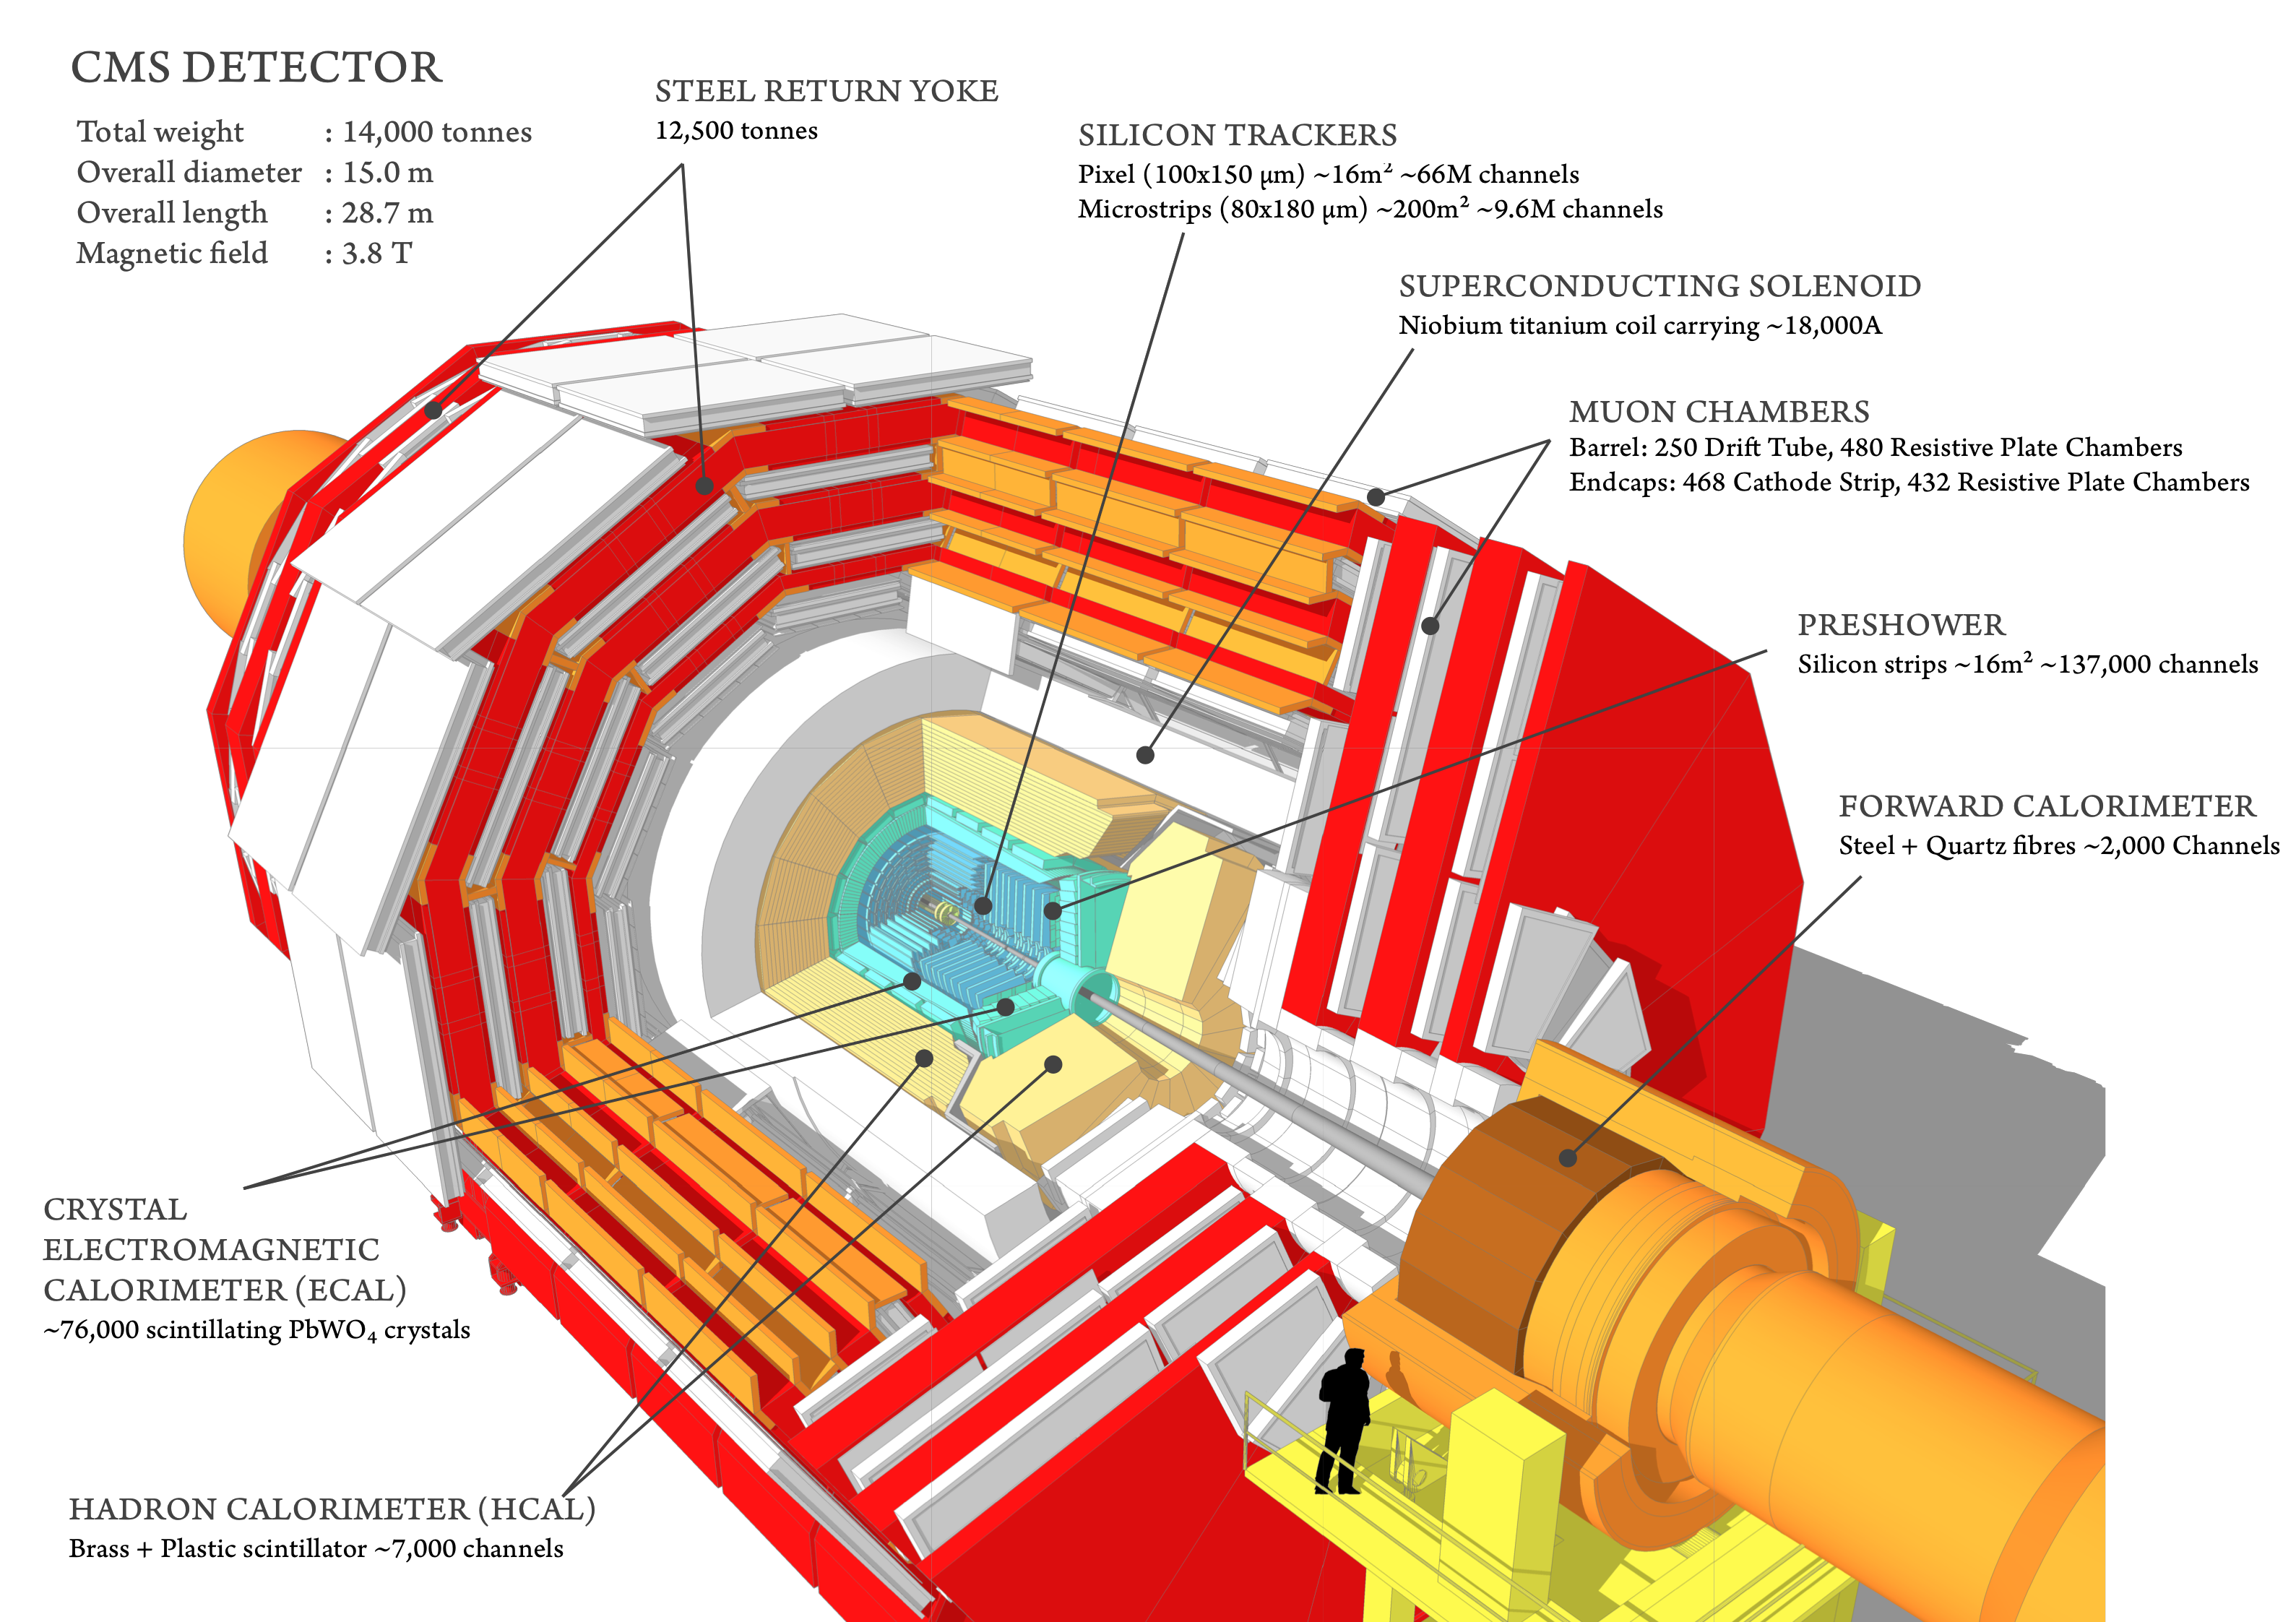 CMS DETECTOR
Total weight : 14,000 tonnes
Overall diameter : 15.0 m
Overall length : 28.7 m
Magnetic field : 3.8 T
STEEL RETURN YOKE
12,500 tonnes
SILICON TRACKERS
Pixel (100x150 μm) ~16m² ~66M channels
Microstrips (80x180 μm) ~200m² ~9.6M channels
SUPERCONDUCTING SOLENOID
Niobium titanium coil carrying ~18,000A
MUON CHAMBERS
Barrel: 250 Drift Tube, 480 Resistive Plate Chambers
Endcaps: 468 Cathode Strip, 432 Resistive Plate Chambers
PRESHOWER
Silicon strips ~16m² ~137,000 channels
FORWARD CALORIMETER
Steel + Quartz fibres ~2,000 Channels
CRYSTAL
ELECTROMAGNETIC
CALORIMETER (ECAL)
~76,000 scintillating PbWO₄ crystals
HADRON CALORIMETER (HCAL)
Brass + Plastic scintillator ~7,000 channels